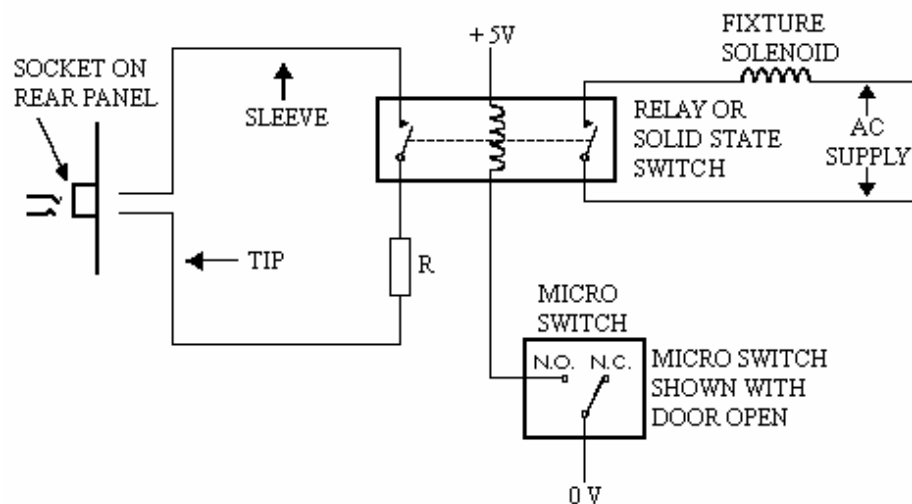 SOCKET ON
REAR PANEL
SLEEVE
+ 5V
FIXTURE
SOLENOID
RELAY OR
SOLID STATE
SWITCH
AC
SUPPLY
TIP
R
MICRO
SWITCH
N.O. N.C.
MICRO SWITCH
SHOWN WITH
DOOR OPEN
0 V